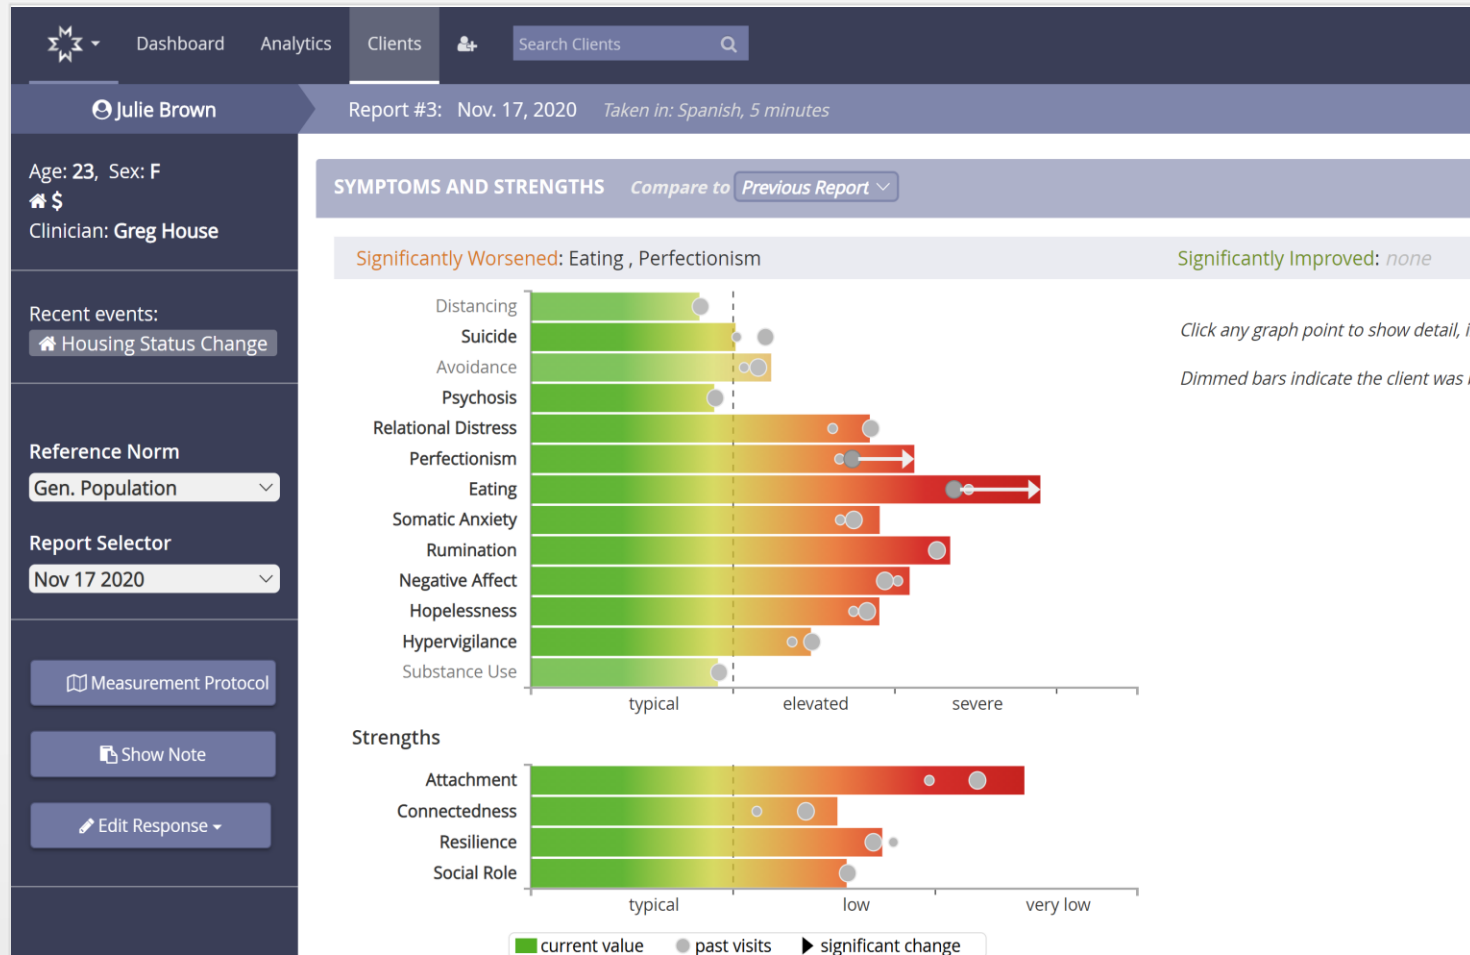 Dashboard Analytics Clients Search Clients
Julie Brown Report #3: Nov. 17, 2020 Taken in: Spanish, 5 minutes
Age: 23, Sex: F
$
Clinician: Greg House
Recent events:
Housing Status Change
Reference Norm
Gen. Population
Report Selector
Nov 17 2020
Measurement Protocol
Show Note
Edit Response
SYMPTOMS AND STRENGTHS Compare to Previous Report
Significantly Worsened: Eating , Perfectionism Significantly Improved: none
Click any graph point to show detail, i
Dimmed bars indicate the client was
Distancing
Suicide
Avoidance
Psychosis
Relational Distress
Perfectionism
Eating
Somatic Anxiety
Rumination
Negative Affect
Hopelessness
Hypervigilance
Substance Use
typical elevated severe
Strengths
Attachment
Connectedness
Resilience
Social Role
typical low very low
current value past visits significant change